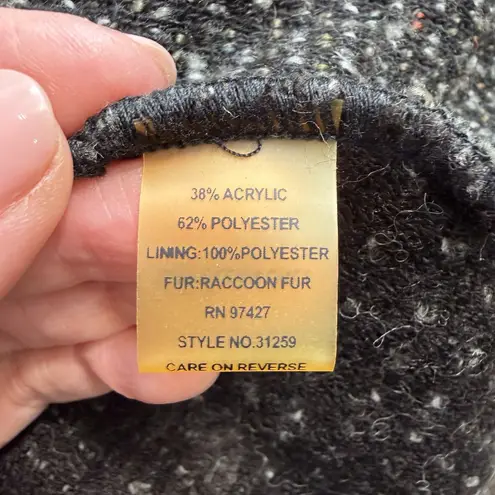 38% ACRYLIC
62% POLYESTER
LINING:100%POLYESTER
FUR:RACCOON FUR
RN 97427
STYLE NO.31259
CARE ON REVERSE